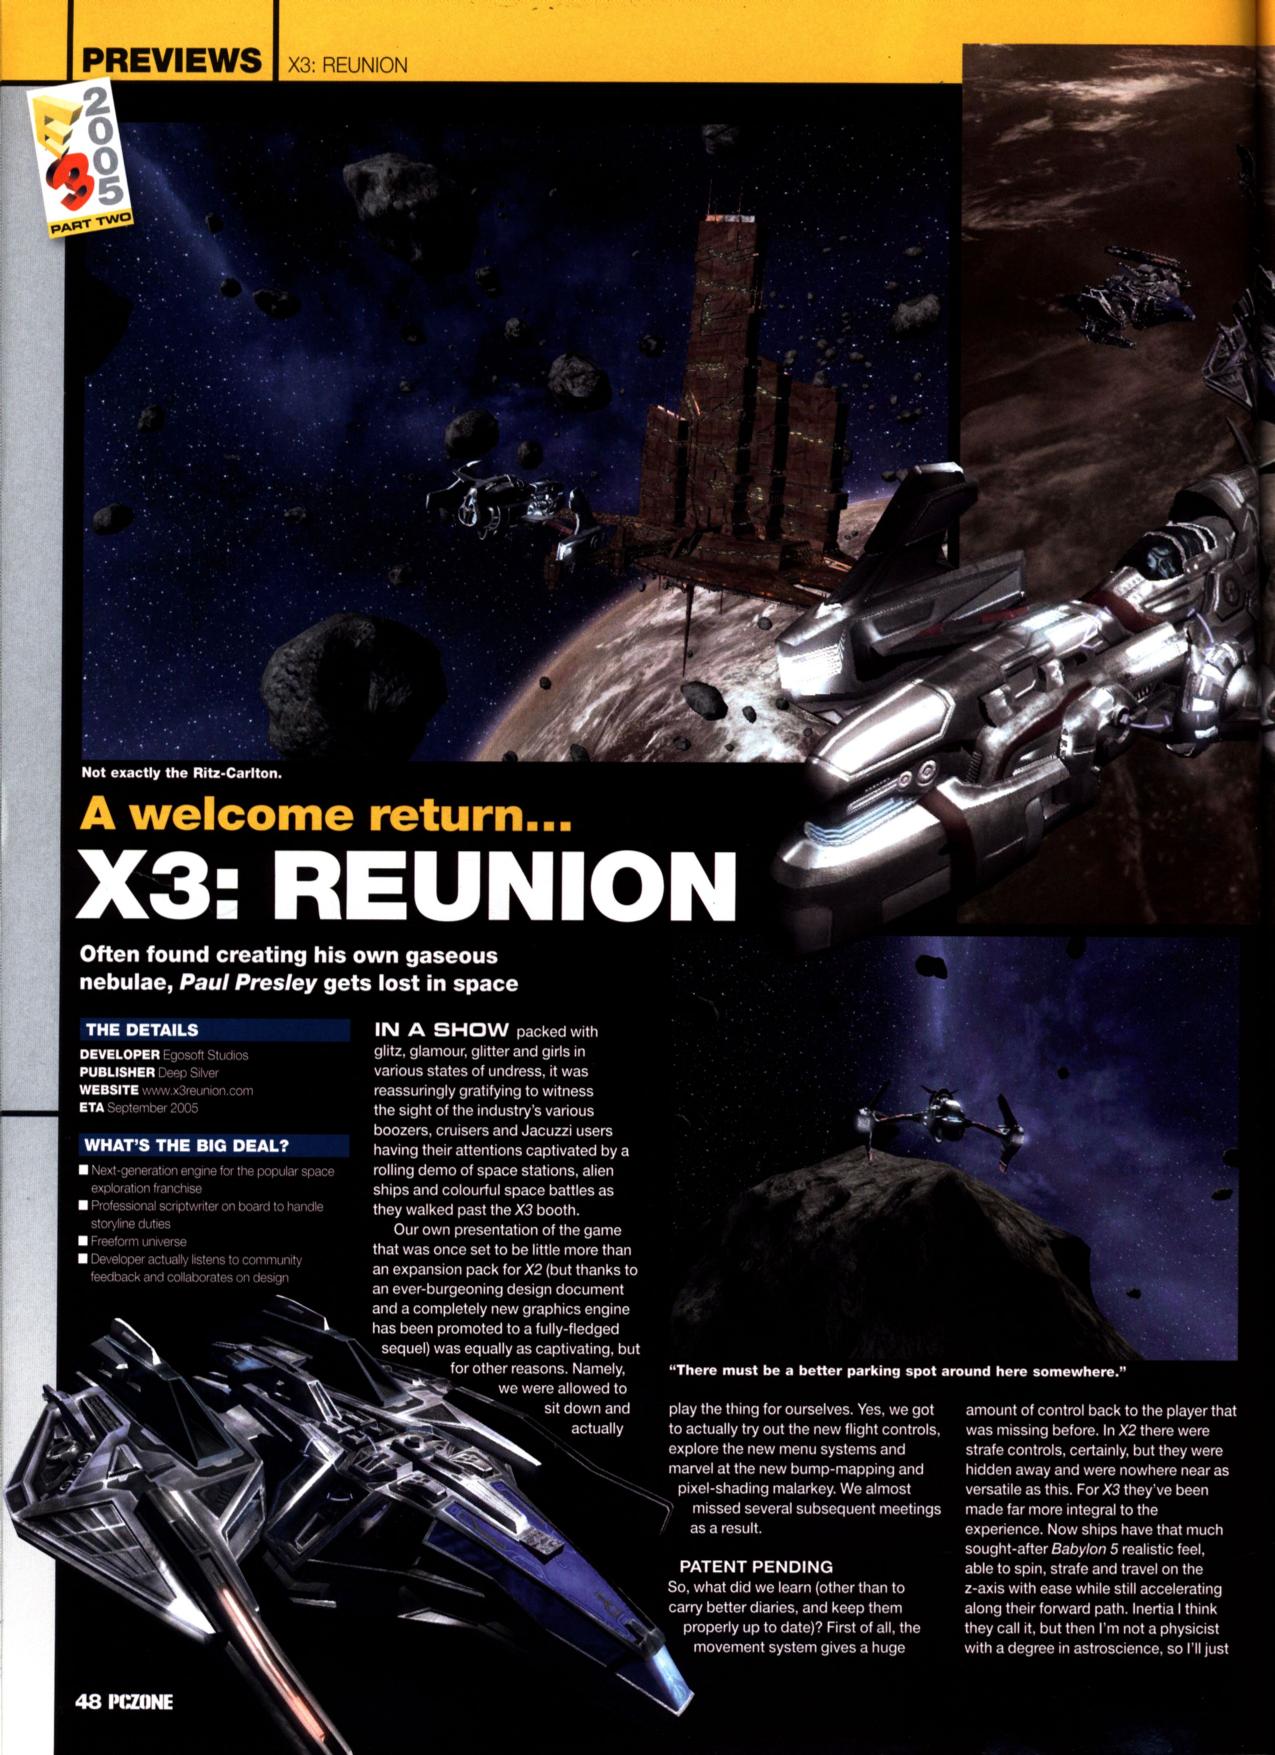 PREVIEWS
X3: REUNION
E3
2005
PART TWO
Not exactly the Ritz-Carlton.
A welcome return...
X3: REUNION
Often found creating his own gaseous
nebulae, Paul Presley gets lost in space
THE DETAILS
DEVELOPER Egosoft Studios
PUBLISHER Deep Silver
WEBSITE www.x3reunion.com
ETA September 2005
WHAT'S THE BIG DEAL?
■ Next-generation engine for the popular space
exploration franchise
■ Professional scriptwriter on board to handle
storyline duties
■ Freeform universe
■ Developer actually listens to community
feedback and collaborates on design
IN A SHOW packed with
glitz, glamour, glitter and girls in
various states of undress, it was
reassuringly gratifying to witness
the sight of the industry's various
boozers, cruisers and Jacuzzi users
having their attentions captivated by a
rolling demo of space stations, alien
ships and colourful space battles as
they walked past the X3 booth.
Our own presentation of the game
that was once set to be little more than
an expansion pack for X2 (but thanks to
an ever-burgeoning design document
and a completely new graphics engine
has been promoted to a fully-fledged
sequel) was equally as captivating, but
for other reasons. Namely,
we were allowed to
sit down and
actually
"There must be a better parking spot around here somewhere."
play the thing for ourselves. Yes, we got
to actually try out the new flight controls,
explore the new menu systems and
marvel at the new bump-mapping and
pixel-shading malarkey. We almost
missed several subsequent meetings
as a result.
PATENT PENDING
So, what did we learn (other than to
carry better diaries, and keep them
properly up to date)? First of all, the
movement system gives a huge
amount of control back to the player that
was missing before. In X2 there were
strafe controls, certainly, but they were
hidden away and were nowhere near as
versatile as this. For X3 they've been
made far more integral to the
experience. Now ships have that much
sought-after Babylon 5 realistic feel,
able to spin, strafe and travel on the
z-axis with ease while still accelerating
along their forward path. Inertia I think
they call it, but then I'm not a physicist
with a degree in astroscience, so I'll just
48 PCZONE